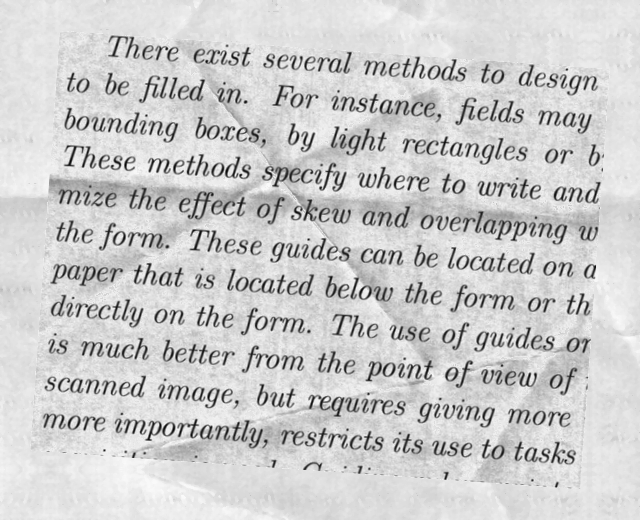 There exist several methods to design
to be filled in. For instance, fields may
bounding boxes, by light rectangles or
These methods specify where to write and
mize the effect of skew and overlapping w
the form. These guides can be located on a
paper that is located below the form or th
directly on the form. The use of guides on
is much better from the point of view of
scanned image, but requires giving more
more importantly, restricts its use to tasks